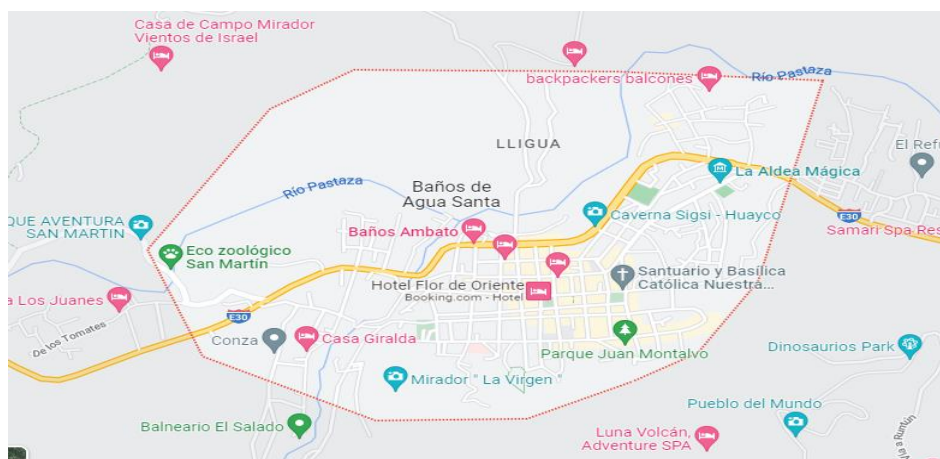 Casa de Campo Mirador
Vientos de Israel
backpackers balcones
Río Pastaza
LLIGUA
El Refu
La Aldea Mágica
Río Pastaza
Baños de
Agua Santa
QUE AVENTURA
SAN MARTIN
Caverna Sigsi - Huayco
E30
Samari Spa Res
Baños Ambato
Eco zoológico
San Martín
Santuario y Basílica
Católica Nuestra...
Hotel Flor de Oriente
Booking.com - Hotel
a Los Juanes
E30
De los Tomates
Conza
Casa Giralda
Parque Juan Montalvo
Dinosaurios Park
Mirador " La Virgen "
Pueblo del Mundo
Balneario El Salado
Luna Volcán,
Adventure SPA
Vía a Runtún